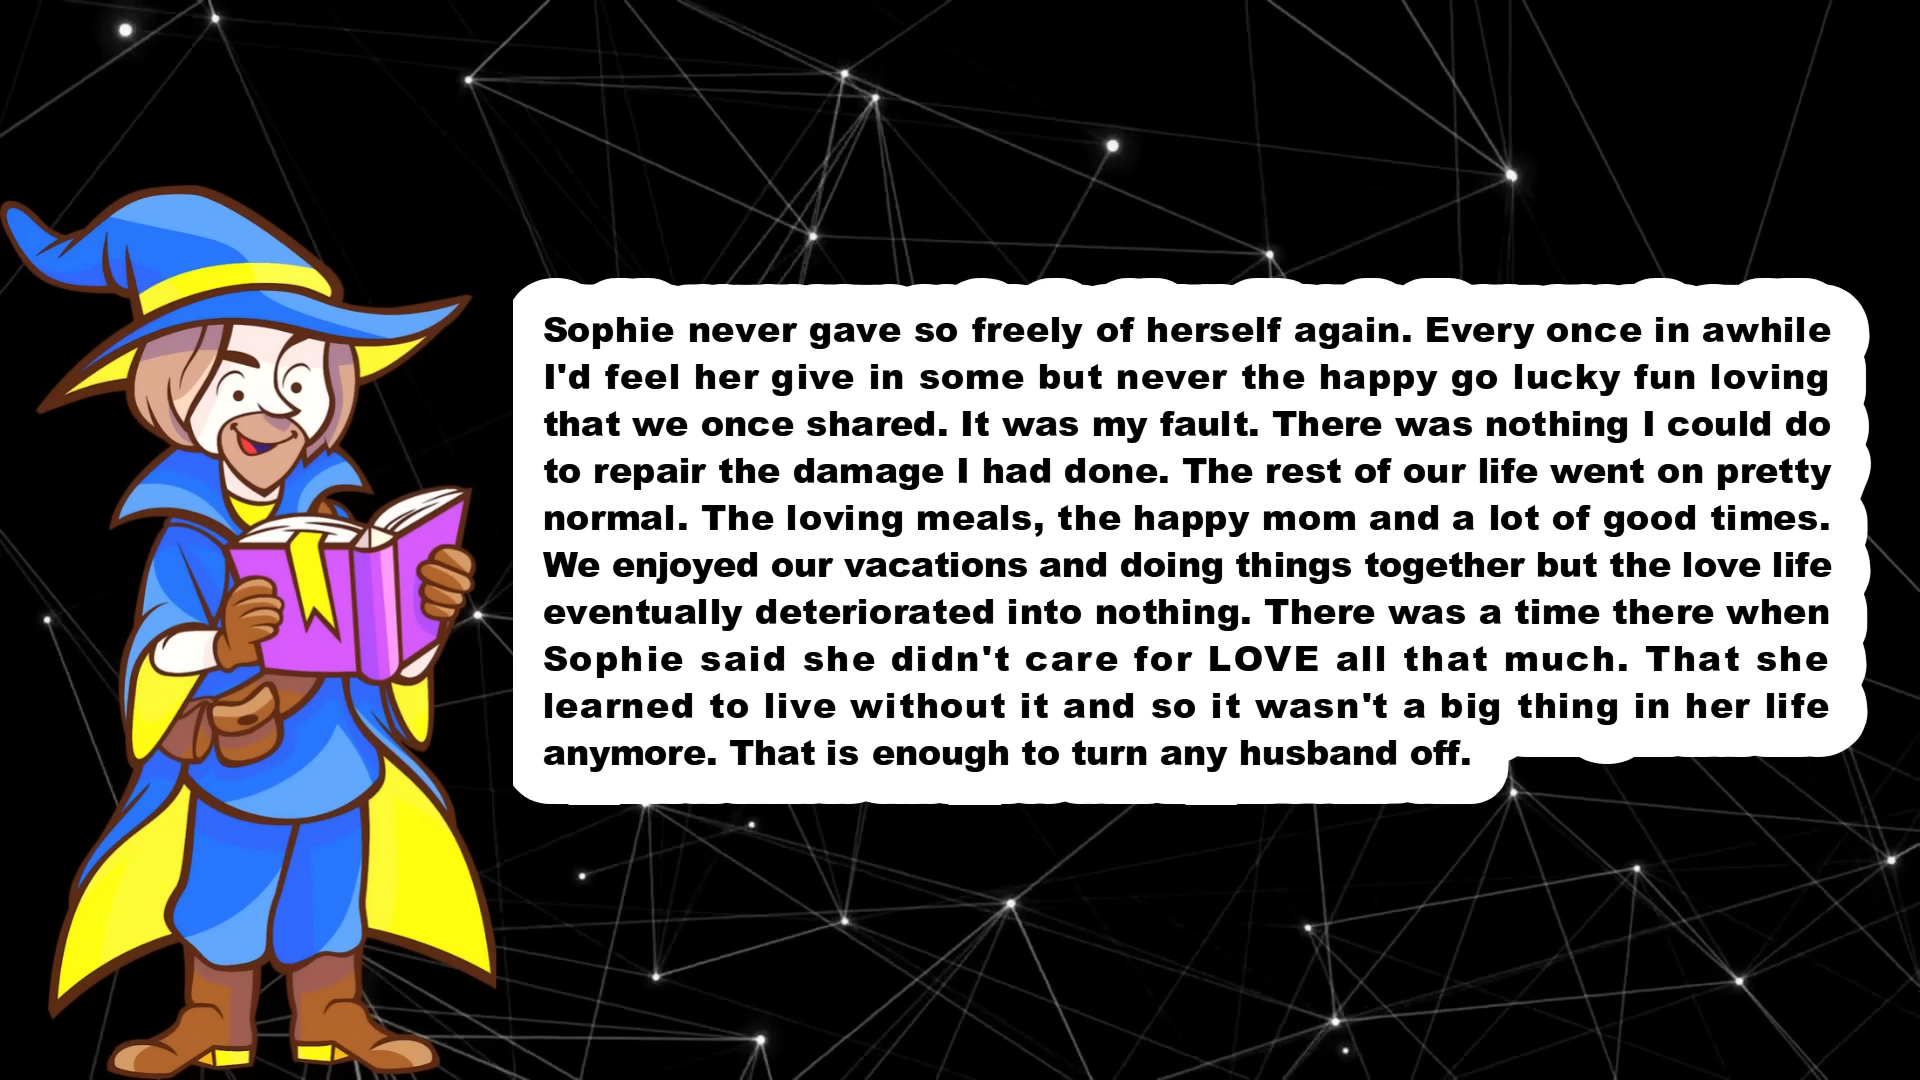 Sophie never gave so freely of herself again. Every once in awhile
I'd feel her give in some but never the happy go lucky fun loving
that we once shared. It was my fault. There was nothing I could do
to repair the damage I had done. The rest of our life went on pretty
normal. The loving meals, the happy mom and a lot of good times.
We enjoyed our vacations and doing things together but the love life
eventually deteriorated into nothing. There was a time there when
Sophie said she didn't care for LOVE all that much. That she
learned to live without it and so it wasn't a big thing in her life
anymore. That is enough to turn any husband off.